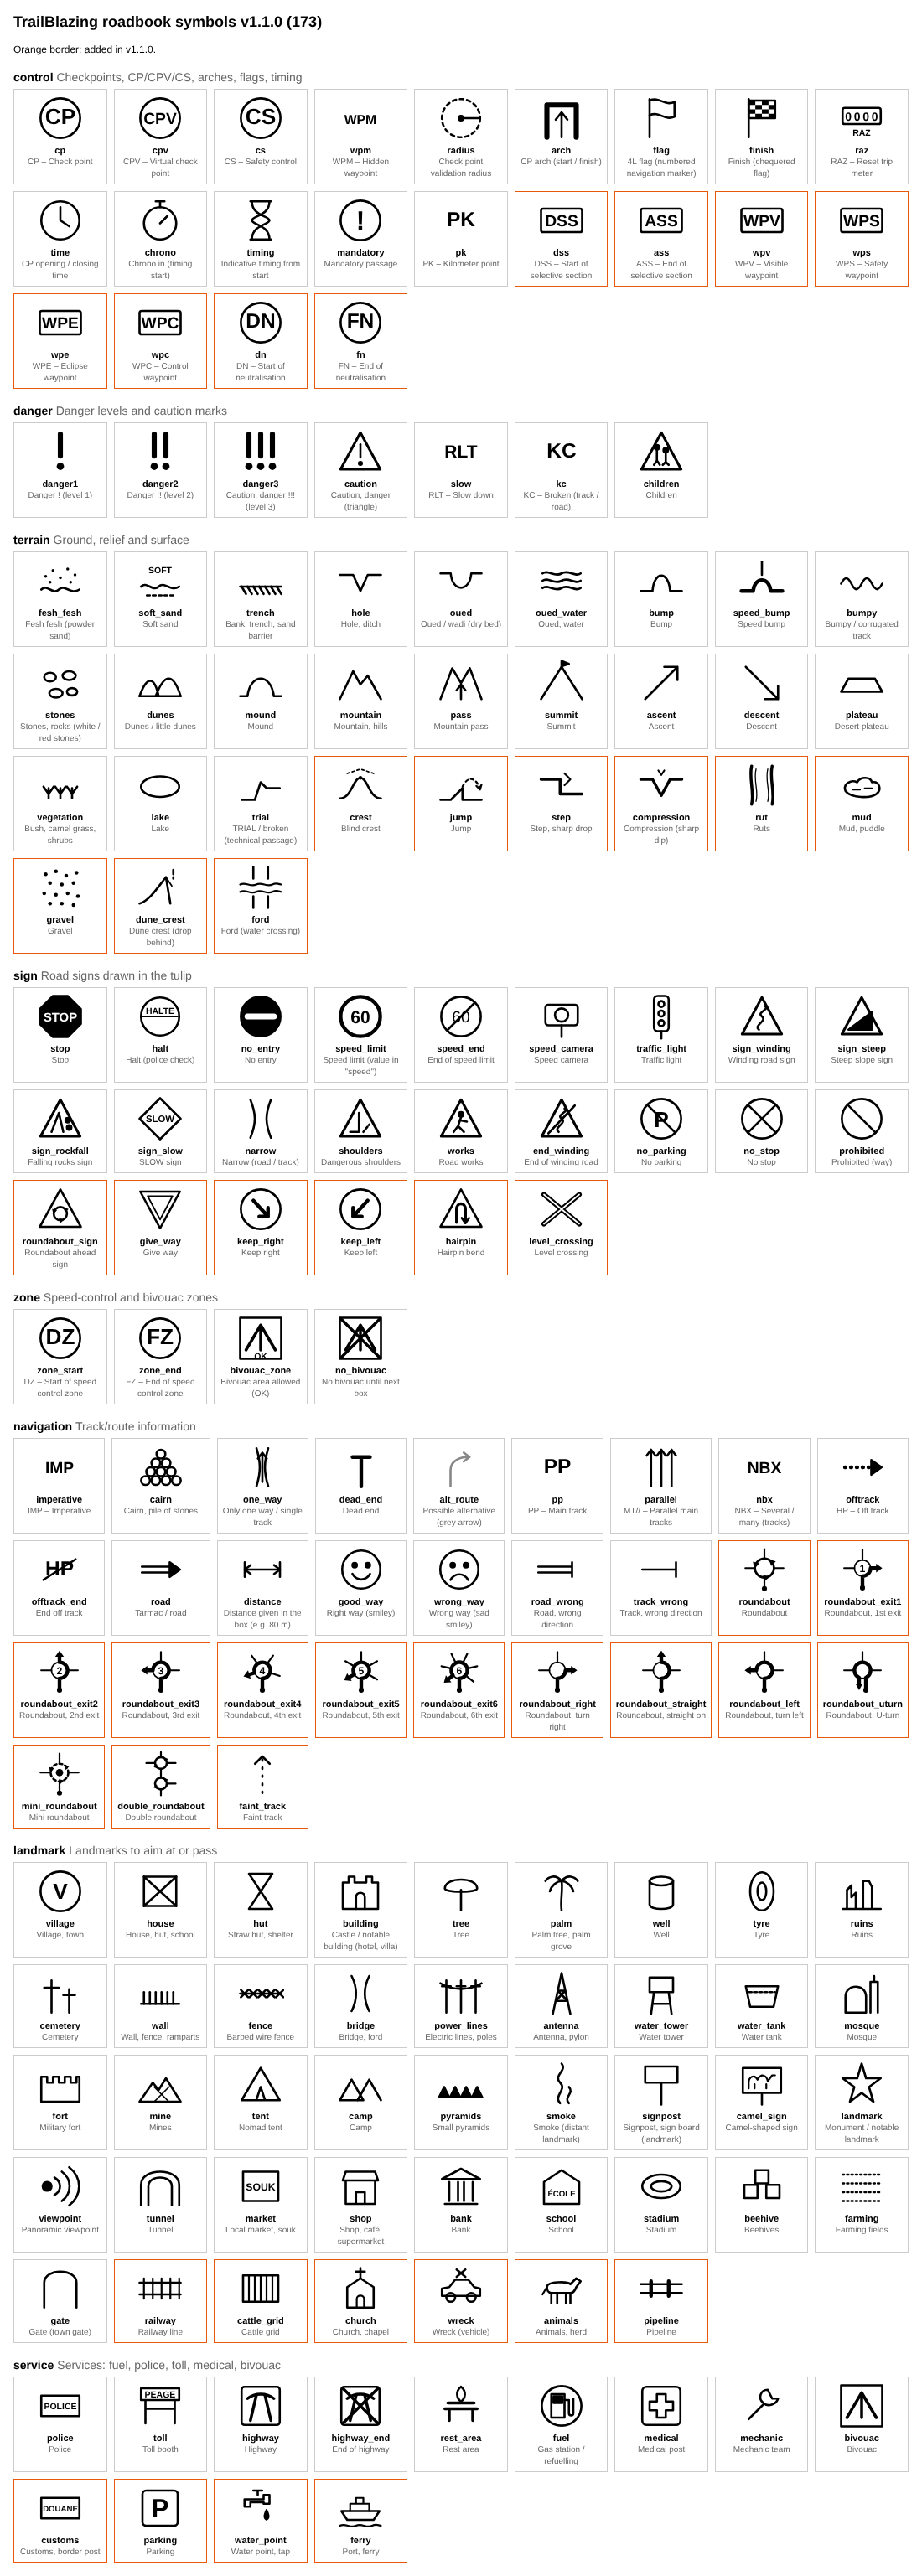 TrailBlazing roadbook symbols v1.1.0 (173)
Orange border: added in v1.1.0.
control Checkpoints, CP/CPV/CS, arches, flags, timing
CP CPV CS WPM 0000 RAZ
cp cpv cs wpm radius arch flag finish raz
CP – Check point CPV – Virtual check point CS – Safety control WPM – Hidden waypoint Check point validation radius CP arch (start / finish) 4L flag (numbered navigation marker) Finish (chequered flag) RAZ – Reset trip meter
! PK DSS ASS WPV WPS
time chrono timing mandatory pk dss ass wpv wps
CP opening / closing time Chrono in (timing start) Indicative timing from start Mandatory passage PK – Kilometer point DSS – Start of selective section ASS – End of selective section WPV – Visible waypoint WPS – Safety waypoint
WPE WPC DN FN
wpe wpc dn fn
WPE – Eclipse waypoint WPC – Control waypoint DN – Start of neutralisation FN – End of neutralisation
danger Danger levels and caution marks
! !! !!! ! RLT KC
danger1 danger2 danger3 caution slow kc children
Danger ! (level 1) Danger !! (level 2) Caution, danger !!! (level 3) Caution, danger (triangle) RLT – Slow down KC – Broken (track / road) Children
terrain Ground, relief and surface
SOFT
fesh_fesh soft_sand trench hole oued oued_water bump speed_bump bumpy
Fesh fesh (powder sand) Soft sand Bank, trench, sand barrier Hole, ditch Oued / wadi (dry bed) Oued, water Bump Speed bump Bumpy / corrugated track
stones dunes mound mountain pass summit ascent descent plateau
Stones, rocks (white / red stones) Dunes / little dunes Mound Mountain, hills Mountain pass Summit Ascent Descent Desert plateau
vegetation lake trial crest jump step compression rut mud
Bush, camel grass, shrubs Lake TRIAL / broken (technical passage) Blind crest Jump Step, sharp drop Compression (sharp dip) Ruts Mud, puddle
!
gravel dune_crest ford
Gravel Dune crest (drop behind) Ford (water crossing)
sign Road signs drawn in the tulip
STOP HALTE 60 60
stop halt no_entry speed_limit speed_end speed_camera traffic_light sign_winding sign_steep
Stop Halt (police check) No entry Speed limit (value in "speed") End of speed limit Speed camera Traffic light Winding road sign Steep slope sign
SLOW P
sign_rockfall sign_slow narrow shoulders works end_winding no_parking no_stop prohibited
Falling rocks sign SLOW sign Narrow (road / track) Dangerous shoulders Road works End of winding road No parking No stop Prohibited (way)
roundabout_sign give_way keep_right keep_left hairpin level_crossing
Roundabout ahead sign Give way Keep right Keep left Hairpin bend Level crossing
zone Speed-control and bivouac zones
DZ FZ OK
zone_start zone_end bivouac_zone no_bivouac
DZ – Start of speed control zone FZ – End of speed control zone Bivouac area allowed (OK) No bivouac until next box
navigation Track/route information
IMP PP NBX
imperative cairn one_way dead_end alt_route pp parallel nbx offtrack
IMP – Imperative Cairn, pile of stones Only one way / single track Dead end Possible alternative (grey arrow) PP – Main track MT// – Parallel main tracks NBX – Several / many (tracks) HP – Off track
HP 1
offtrack_end road distance good_way wrong_way road_wrong track_wrong roundabout roundabout_exit1
End off track Tarmac / road Distance given in the box (e.g. 80 m) Right way (smiley) Wrong way (sad smiley) Road, wrong direction Track, wrong direction Roundabout Roundabout, 1st exit
2 3 4 5 6
roundabout_exit2 roundabout_exit3 roundabout_exit4 roundabout_exit5 roundabout_exit6 roundabout_right roundabout_straight roundabout_left roundabout_uturn
Roundabout, 2nd exit Roundabout, 3rd exit Roundabout, 4th exit Roundabout, 5th exit Roundabout, 6th exit Roundabout, turn right Roundabout, straight on Roundabout, turn left Roundabout, U-turn
mini_roundabout double_roundabout faint_track
Mini roundabout Double roundabout Faint track
landmark Landmarks to aim at or pass
V
village house hut building tree palm well tyre ruins
Village, town House, hut, school Straw hut, shelter Castle / notable building (hotel, villa) Tree Palm tree, palm grove Well Tyre Ruins
cemetery wall fence bridge power_lines antenna water_tower water_tank mosque
Cemetery Wall, fence, ramparts Barbed wire fence Bridge, ford Electric lines, poles Antenna, pylon Water tower Water tank Mosque
fort mine tent camp pyramids smoke signpost camel_sign landmark
Military fort Mines Nomad tent Camp Small pyramids Smoke (distant landmark) Signpost, sign board (landmark) Camel-shaped sign Monument / notable landmark
SOUK ÉCOLE
viewpoint tunnel market shop bank school stadium beehive farming
Panoramic viewpoint Tunnel Local market, souk Shop, café, supermarket Bank School Stadium Beehives Farming fields
gate railway cattle_grid church wreck animals pipeline
Gate (town gate) Railway line Cattle grid Church, chapel Wreck (vehicle) Animals, herd Pipeline
service Services: fuel, police, toll, medical, bivouac
POLICE PEAGE
police toll highway highway_end rest_area fuel medical mechanic bivouac
Police Toll booth Highway End of highway Rest area Gas station / refuelling Medical post Mechanic team Bivouac
DOUANE P
customs parking water_point ferry
Customs, border post Parking Water point, tap Port, ferry